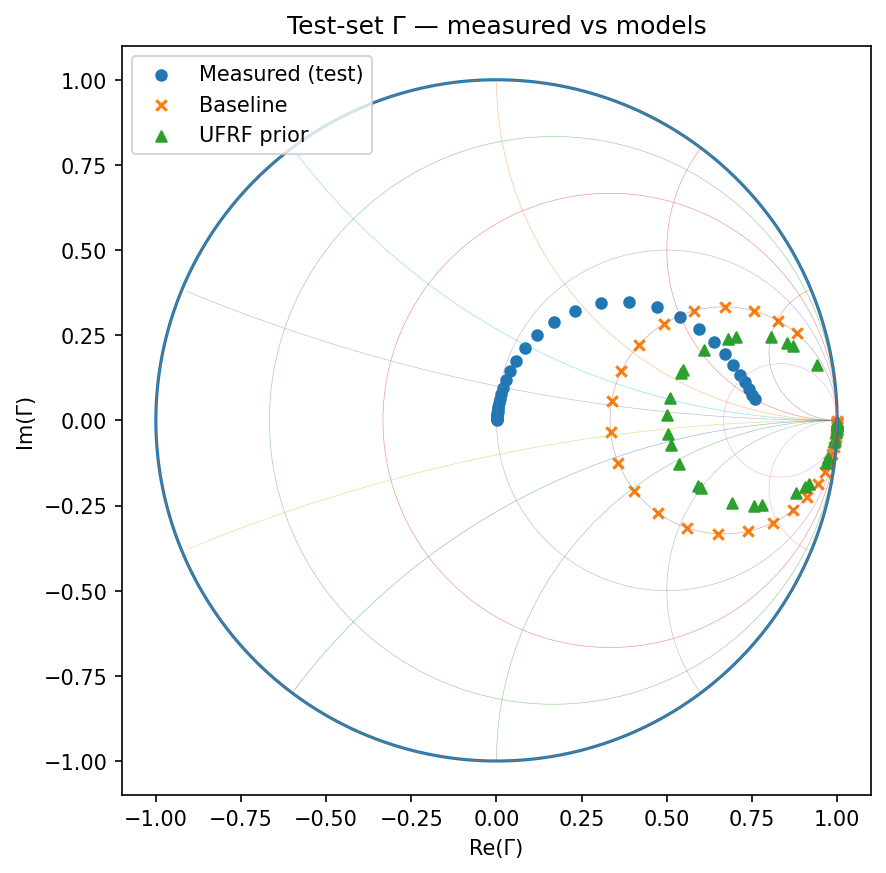 Test-set Γ — measured vs models
Measured (test)
Baseline
UFRF prior
1.00
0.75
0.50
0.25
0.00
−0.25
−0.50
−0.75
−1.00
Im(Γ)
−1.00 −0.75 −0.50 −0.25 0.00 0.25 0.50 0.75 1.00
Re(Γ)